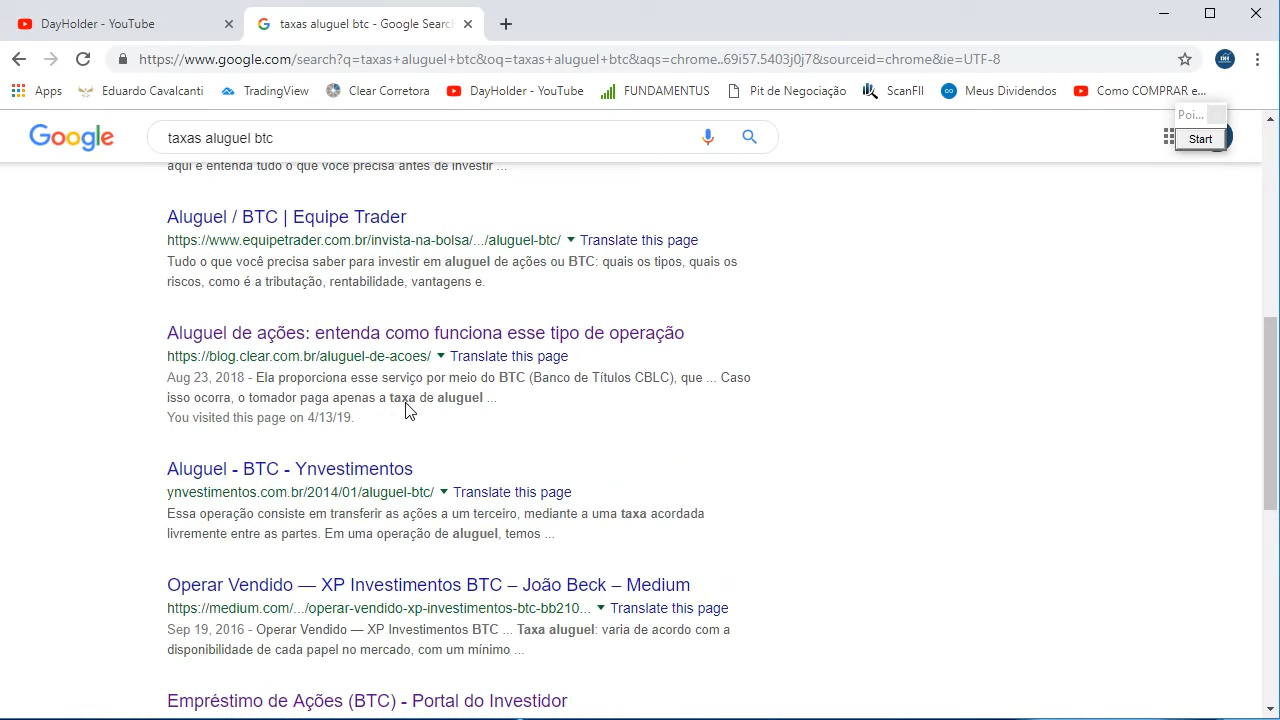 DayHolder - YouTube
taxas aluguel btc - Google Searc
https://www.google.com/search?q=taxas+aluguel+btc&oq=taxas+aluguel+btc&aqs=chrome..69i57.5403j0j7&sourceid=chrome&ie=UTF-8
Apps Eduardo Cavalcanti TradingView Clear Corretora DayHolder - YouTube FUNDAMENTUS Pit de Negociação ScanFII Meus Dividendos Como COMPRAR e...
Poi...
Start
Google taxas aluguel btc
aqui e entenda tudo o que você precisa antes de investir ...
Aluguel / BTC | Equipe Trader
https://www.equipetrader.com.br/invista-na-bolsa/.../aluguel-btc/ Translate this page
Tudo o que você precisa saber para investir em aluguel de ações ou BTC: quais os tipos, quais os
riscos, como é a tributação, rentabilidade, vantagens e.
Aluguel de ações: entenda como funciona esse tipo de operação
https://blog.clear.com.br/aluguel-de-acoes/ Translate this page
Aug 23, 2018 - Ela proporciona esse serviço por meio do BTC (Banco de Títulos CBLC), que ... Caso
isso ocorra, o tomador paga apenas a taxa de aluguel ...
You visited this page on 4/13/19.
Aluguel - BTC - Ynvestimentos
ynvestimentos.com.br/2014/01/aluguel-btc/ Translate this page
Essa operação consiste em transferir as ações a um terceiro, mediante a uma taxa acordada
livremente entre as partes. Em uma operação de aluguel, temos ...
Operar Vendido — XP Investimentos BTC – João Beck – Medium
https://medium.com/.../operar-vendido-xp-investimentos-btc-bb210... Translate this page
Sep 19, 2016 - Operar Vendido — XP Investimentos BTC ... Taxa aluguel: varia de acordo com a
disponibilidade de cada papel no mercado, com um mínimo ...
Empréstimo de Ações (BTC) - Portal do Investidor